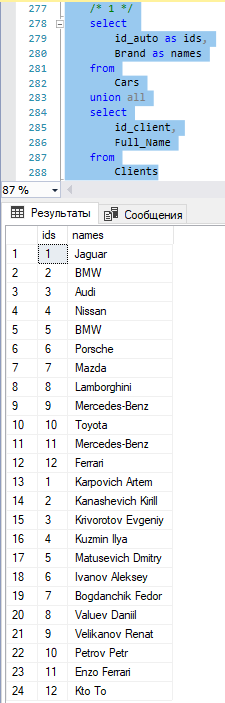 277 /* 1 */
278 select
279 id_auto as ids,
280 Brand as names
281 from
282 Cars
283 union all
284 select
285 id_client,
286 Full_Name
287 from
288 Clients
87 %
Результаты Сообщения
ids names
1 1 Jaguar
2 2 BMW
3 3 Audi
4 4 Nissan
5 5 BMW
6 6 Porsche
7 7 Mazda
8 8 Lamborghini
9 9 Mercedes-Benz
10 10 Toyota
11 11 Mercedes-Benz
12 12 Ferrari
13 1 Karpovich Artem
14 2 Kanashevich Kirill
15 3 Krivorotov Evgeniy
16 4 Kuzmin Ilya
17 5 Matusevich Dmitry
18 6 Ivanov Aleksey
19 7 Bogdanchik Fedor
20 8 Valuev Daniil
21 9 Velikanov Renat
22 10 Petrov Petr
23 11 Enzo Ferrari
24 12 Kto To